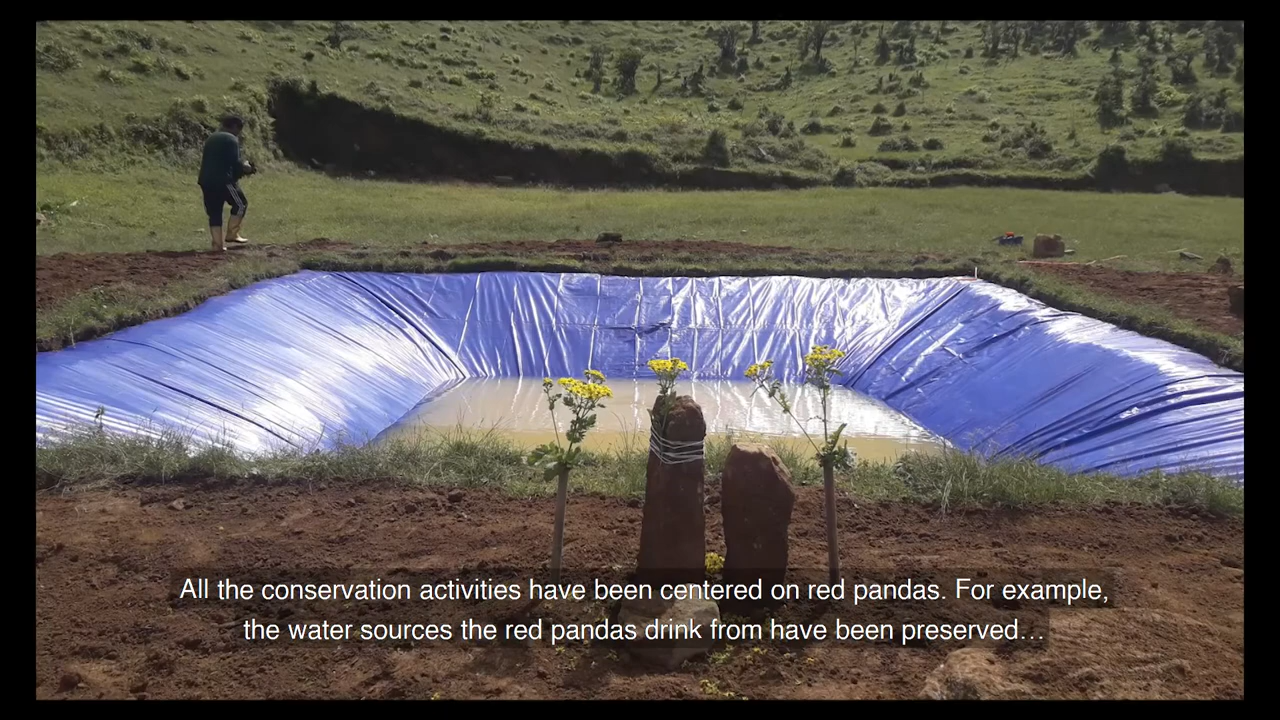 All the conservation activities have been centered on red pandas. For example,
the water sources the red pandas drink from have been preserved…